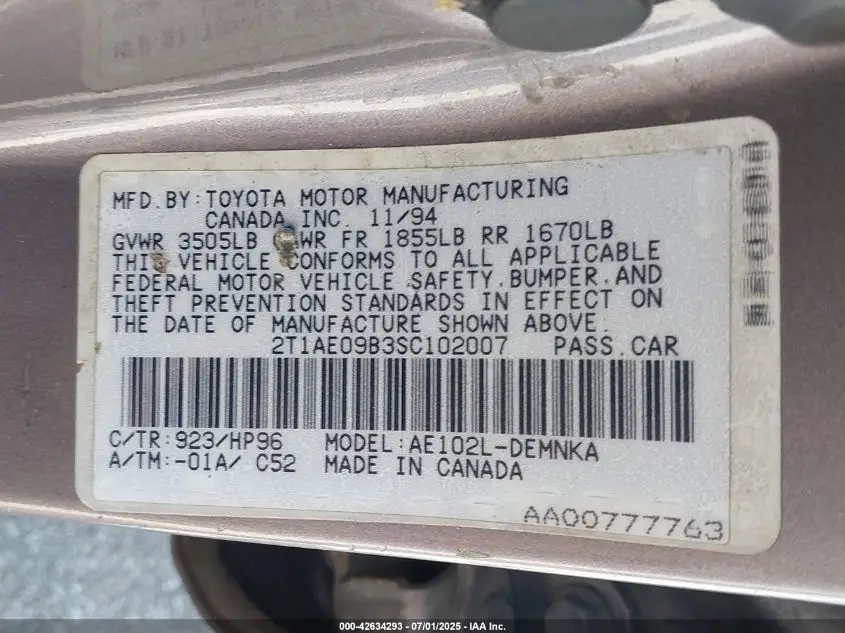 MFD.BY:TOYOTA MOTOR MANUFACTURING
CANADA INC. 11/94
GVWR 3505LB GAWR FR 1855LB RR 1670LB
THIS VEHICLE CONFORMS TO ALL APPLICABLE
FEDERAL MOTOR VEHICLE SAFETY,BUMPER,AND
THEFT PREVENTION STANDARDS IN EFFECT ON
THE DATE OF MANUFACTURE SHOWN ABOVE.
2T1AE09B3SC102007 PASS.CAR
C/TR:923/HP96 MODEL:AE102L-DEMNKA
A/TM:-01A/ C52 MADE IN CANADA
AA00777763
000-42634293 - 07/01/2025 - IAA Inc.